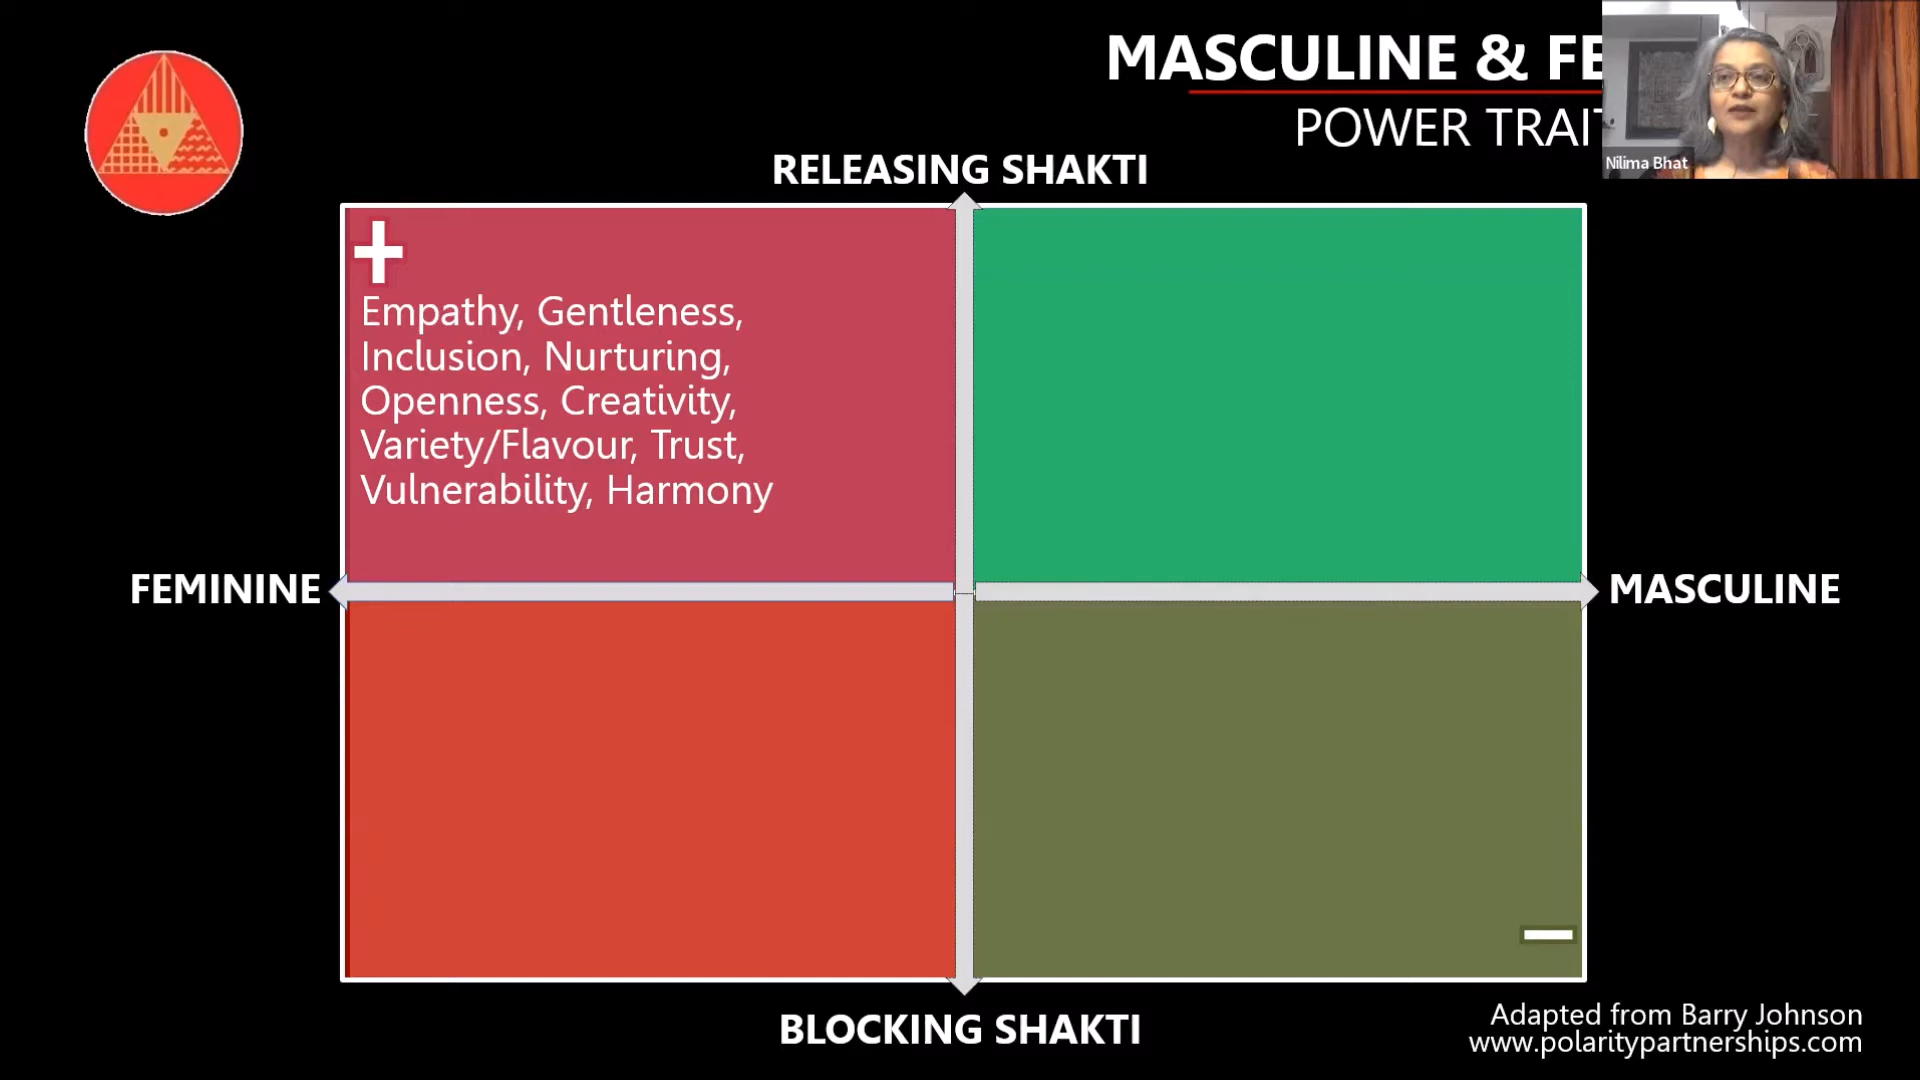 MASCULINE & FE
POWER TRAIT
Nilima Bhat
RELEASING SHAKTI
+
Empathy, Gentleness,
Inclusion, Nurturing,
Openness, Creativity,
Variety/Flavour, Trust,
Vulnerability, Harmony
FEMININE
MASCULINE
BLOCKING SHAKTI
Adapted from Barry Johnson
www.polaritypartnerships.com